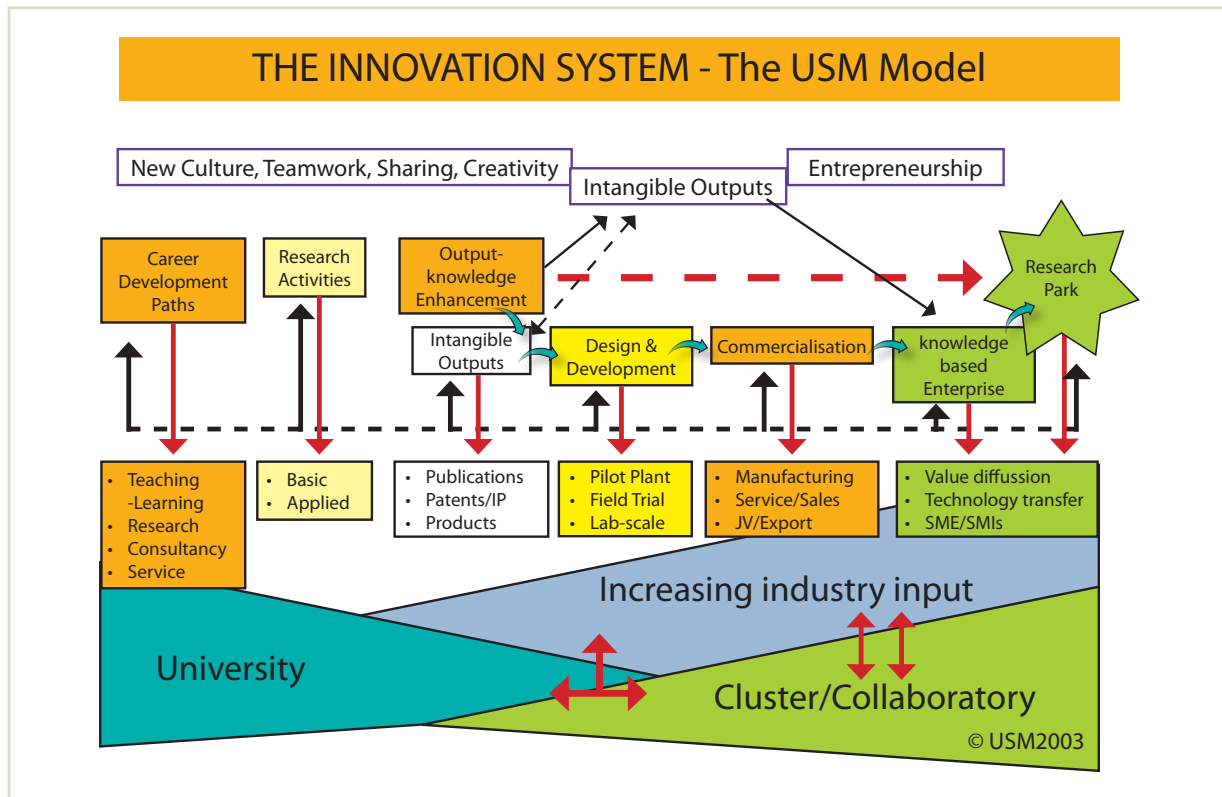 THE INNOVATION SYSTEM - The USM Model
New Culture, Teamwork, Sharing, Creativity
Intangible Outputs
Entrepreneurship
Career
Development
Paths
Research
Activities
Output-
knowledge
Enhancement
Research
Park
Intangible
Outputs
Design &
Development
Commercialisation
knowledge
based
Enterprise
• Teaching
-Learning
• Research
• Consultancy
• Service
• Basic
• Applied
• Publications
• Patents/IP
• Products
• Pilot Plant
• Field Trial
• Lab-scale
• Manufacturing
• Service/Sales
• JV/Export
• Value diffussion
• Technology transfer
• SME/SMIs
Increasing industry input
University
Cluster/Collaboratory
© USM2003